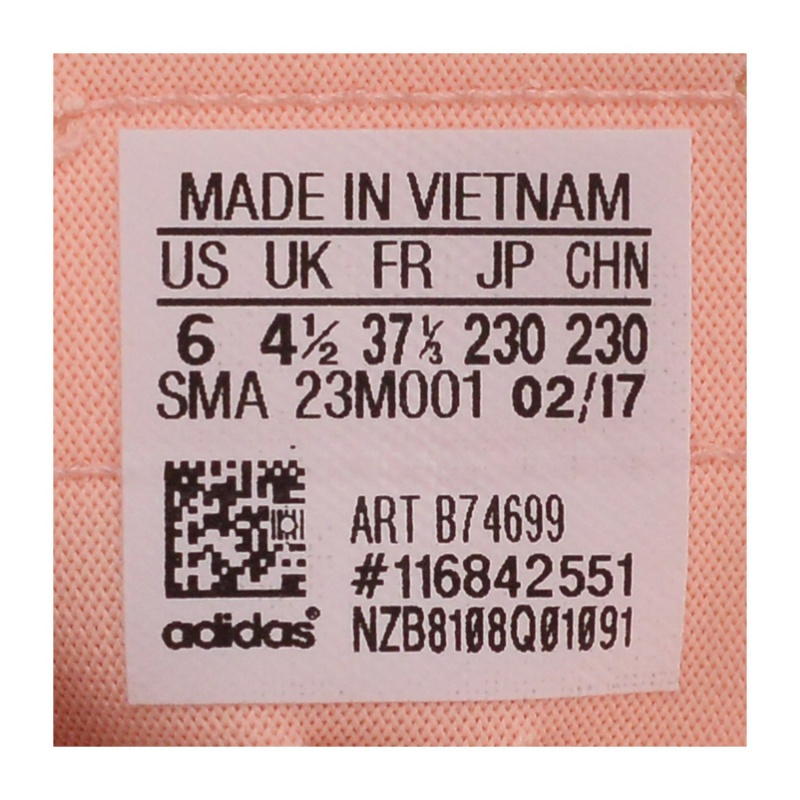 MADE IN VIETNAM
US UK FR JP CHN
6 4½ 37⅓ 230 230
SMA 23M001 02/17
ART B74699
#116842551
adidas® NZB8108Q01091